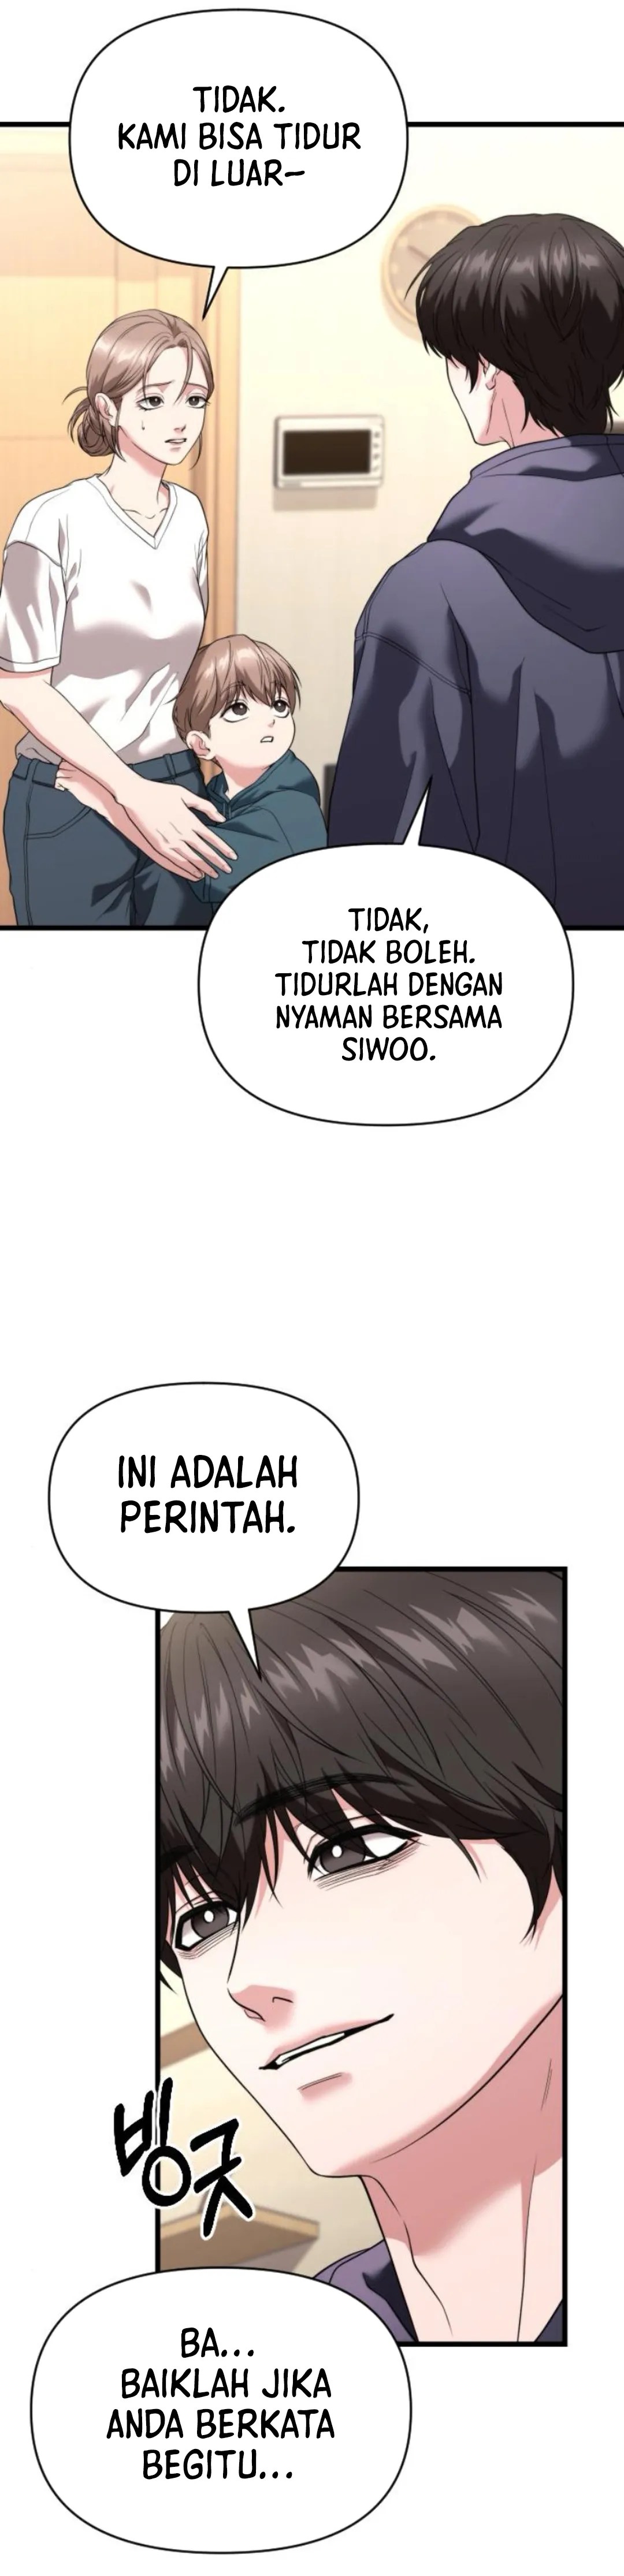 TIDAK.
KAMI BISA TIDUR
DI LUAR~
TIDAK,
TIDAK BOLEH.
TIDURLAH DENGAN
NYAMAN BERSAMA
SIWOO.
INI ADALAH
PERINTAH.
빙긋
BA...
BAIKLAH JIKA
ANDA BERKATA
BEGITU...